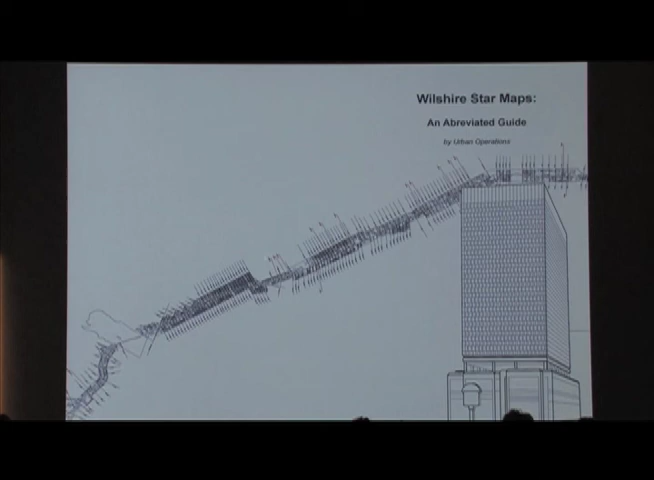 Wilshire Star Maps:
An Abreviated Guide
by Urban Operations